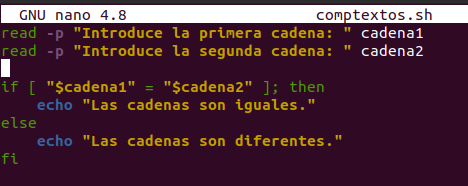 GNU nano 4.8 comptextos.sh
read -p "Introduce la primera cadena: " cadena1
read -p "Introduce la segunda cadena: " cadena2
if [ "$cadena1" = "$cadena2" ]; then
    echo "Las cadenas son iguales."
else
    echo "Las cadenas son diferentes."
fi